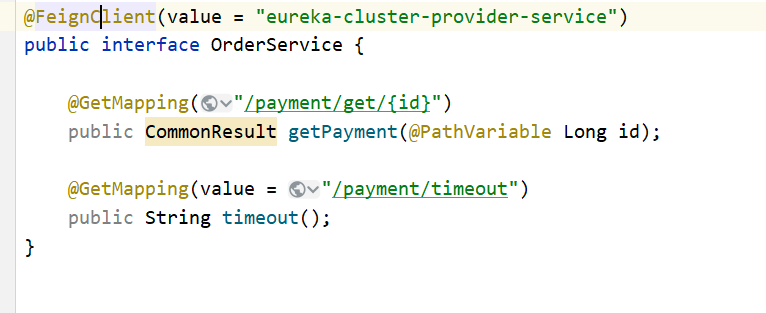 @FeignClient(value = "eureka-cluster-provider-service")
public interface OrderService {
@GetMapping("/payment/get/{id}")
public CommonResult getPayment(@PathVariable Long id);
@GetMapping(value = "/payment/timeout")
public String timeout();
}